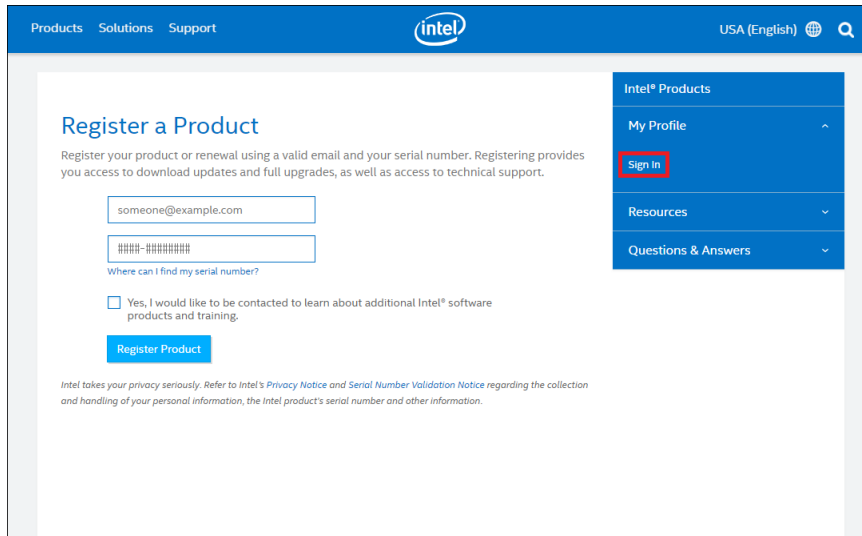 Products Solutions Support
intel
USA (English)
Register a Product
Register your product or renewal using a valid email and your serial number. Registering provides
you access to download updates and full upgrades, as well as access to technical support.
someone@example.com
####-########
Where can I find my serial number?
Yes, I would like to be contacted to learn about additional Intel® software
products and training.
Register Product
Intel takes your privacy seriously. Refer to Intel's Privacy Notice and Serial Number Validation Notice regarding the collection
and handling of your personal information, the Intel product's serial number and other information.
Intel® Products
My Profile
Sign In
Resources
Questions & Answers